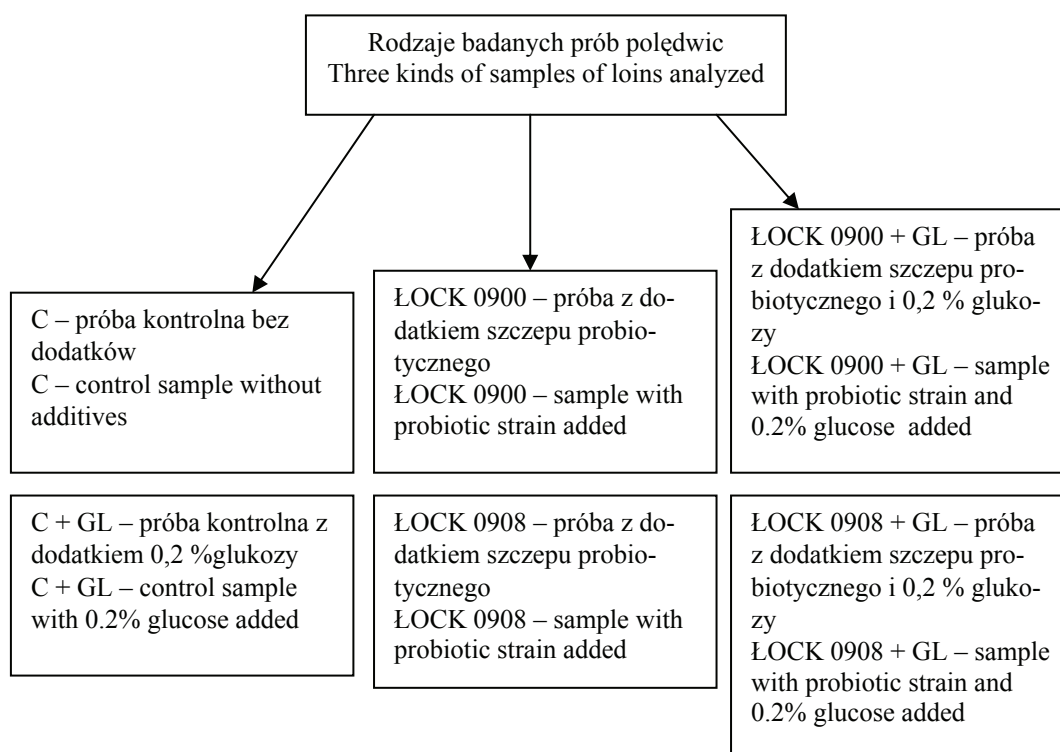 Rodzaje badanych prób polędwic
Three kinds of samples of loins analyzed
C – próba kontrolna bez
dodatków
C – control sample without
additives
ŁOCK 0900 – próba z do-
datkiem szczepu probio-
tycznego
ŁOCK 0900 – sample with
probiotic strain added
ŁOCK 0900 + GL – próba
z dodatkiem szczepu pro-
biotycznego i 0,2 % gluko-
zy
ŁOCK 0900 + GL – sample
with probiotic strain and
0.2% glucose added
C + GL – próba kontrolna z
dodatkiem 0,2 %glukozy
C + GL – control sample
with 0.2% glucose added
ŁOCK 0908 – próba z do-
datkiem szczepu probio-
tycznego
ŁOCK 0908 – sample with
probiotic strain added
ŁOCK 0908 + GL – próba
z dodatkiem szczepu pro-
biotycznego i 0,2 % gluko-
zy
ŁOCK 0908 + GL – sample
with probiotic strain and
0.2% glucose added